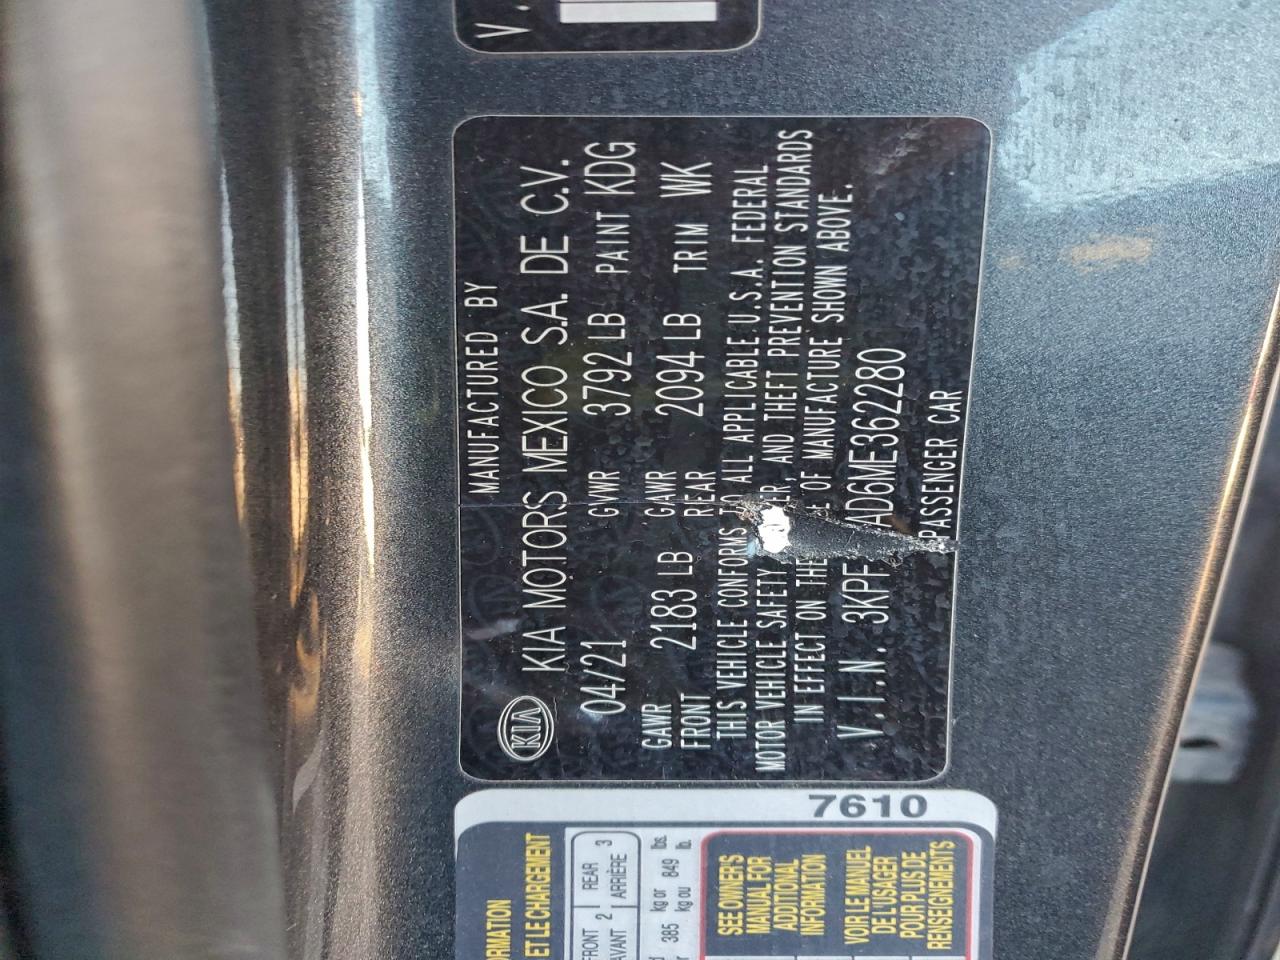 V.
MANUFACTURED BY
KIA KIA MOTORS MEXICO S.A. DE C.V.
04/21 GVWR 3792 LB PAINT KDG
GAWR FRONT 2183 LB GAWR REAR 2094 LB TRIM WK
THIS VEHICLE CONFORMS TO ALL APPLICABLE U.S.A. FEDERAL
MOTOR VEHICLE SAFETY, AND THEFT PREVENTION STANDARDS
IN EFFECT ON THE OF MANUFACTURE SHOWN ABOVE.
V.I.N. 3KPF AD6ME362280
PASSENGER CAR
7610
ET LE CHARGEMENT
FRONT 2 REAR 3
ARRIÈRE
385 kg or 849 lbs.
kg ou lb.
SEE OWNER'S
MANUAL FOR
ADDITIONAL
INFORMATION
VOIR LE MANUEL
DE L'USAGER
POUR PLUS DE
RENSEIGNEMENTS